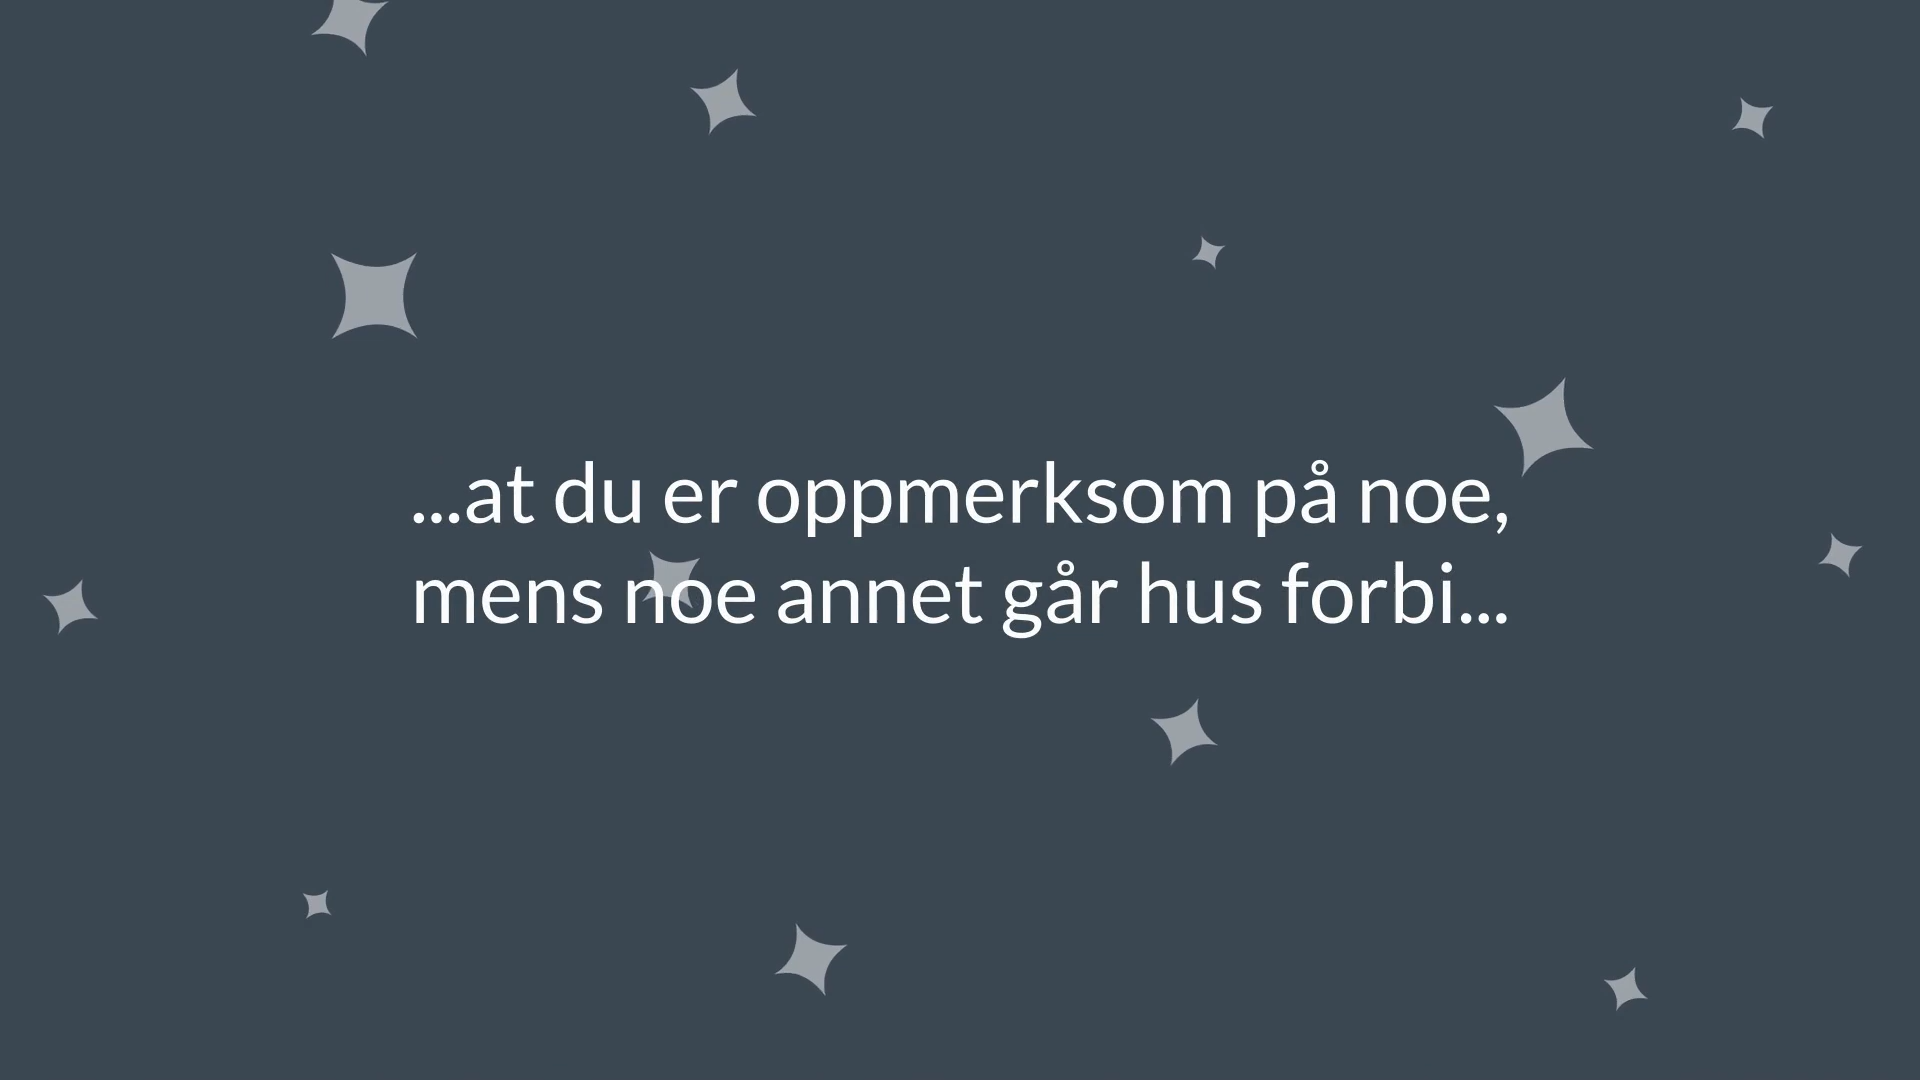 ...at du er oppmerksom på noe,
mens noe annet går hus forbi...